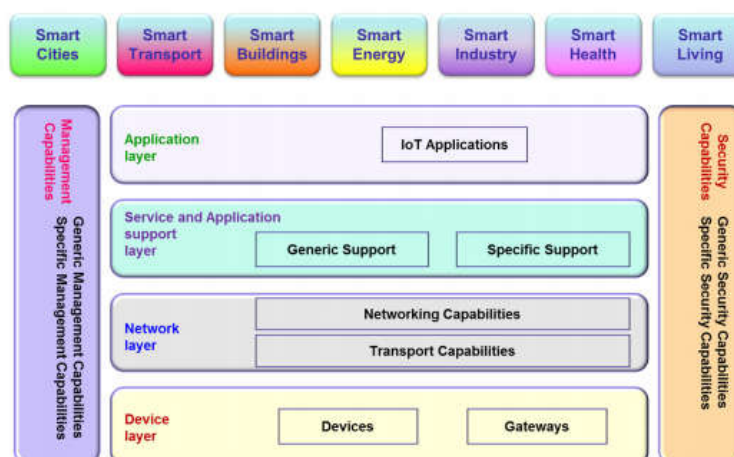 Smart
Cities
Smart
Transport
Smart
Buildings
Smart
Energy
Smart
Industry
Smart
Health
Smart
Living
Management
Capabilities
Generic Management Capabilities
Specific Management Capabilities
Application
layer
IoT Applications
Service and Application
support
layer
Generic Support
Specific Support
Network
layer
Networking Capabilities
Transport Capabilities
Device
layer
Devices
Gateways
Security
Capabilities
Generic Security Capabilities
Specific Security Capabilities